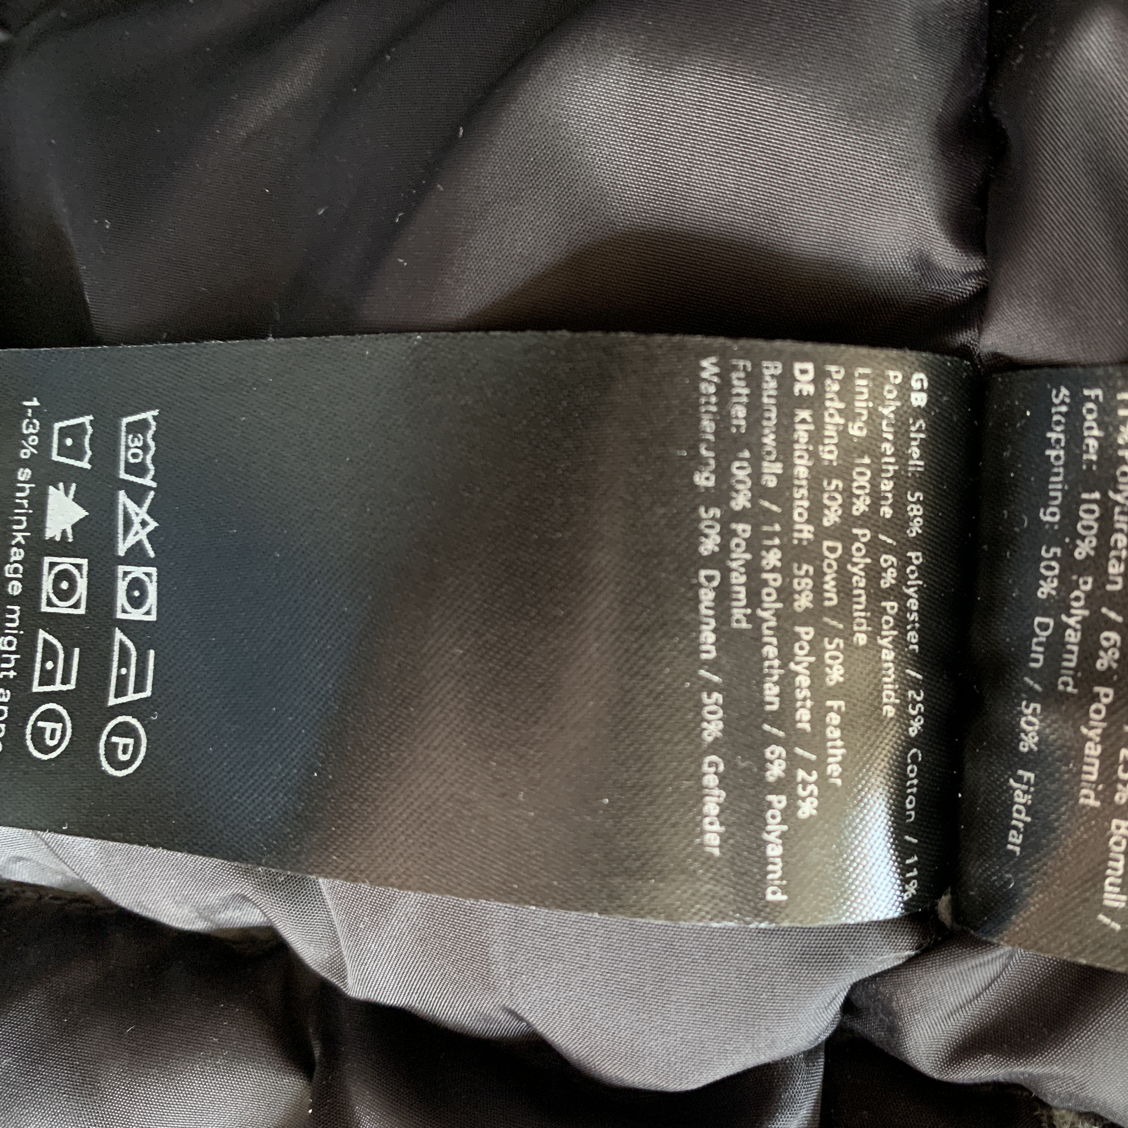 11% Polyuretan / 6% Polyamid
Foder: 100% Polyamid
Stoppning: 50% Dun / 50% Fjädrar
GB Shell: 58% Polyester / 25% Cotton / 11%
Polyurethane / 6% Polyamide
Lining: 100% Polyamide
Padding: 50% Down / 50% Feather
DE Kleiderstoff: 58% Polyester / 25%
Baumwolle / 11%Polyurethan / 6% Polyamid
Futter: 100% Polyamid
Wattierung: 50% Daunen / 50% Gefieder
30
P
P
1-3% shrinkage might